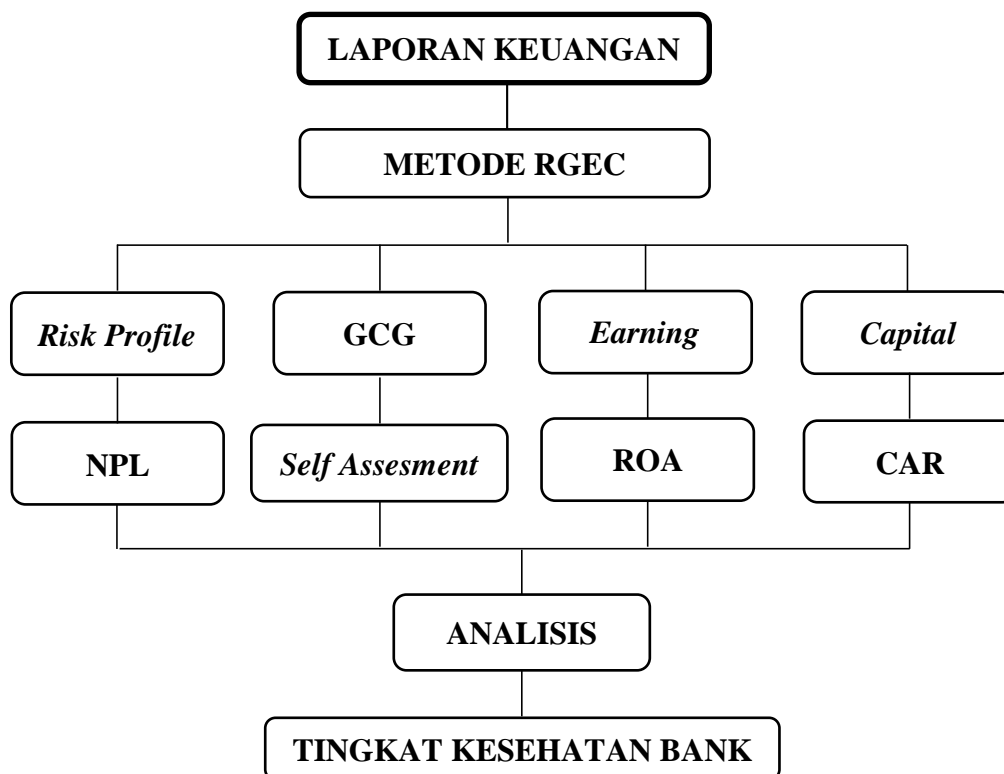 LAPORAN KEUANGAN
METODE RGEC
Risk Profile
GCG
Earning
Capital
NPL
Self Assesment
ROA
CAR
ANALISIS
TINGKAT KESEHATAN BANK